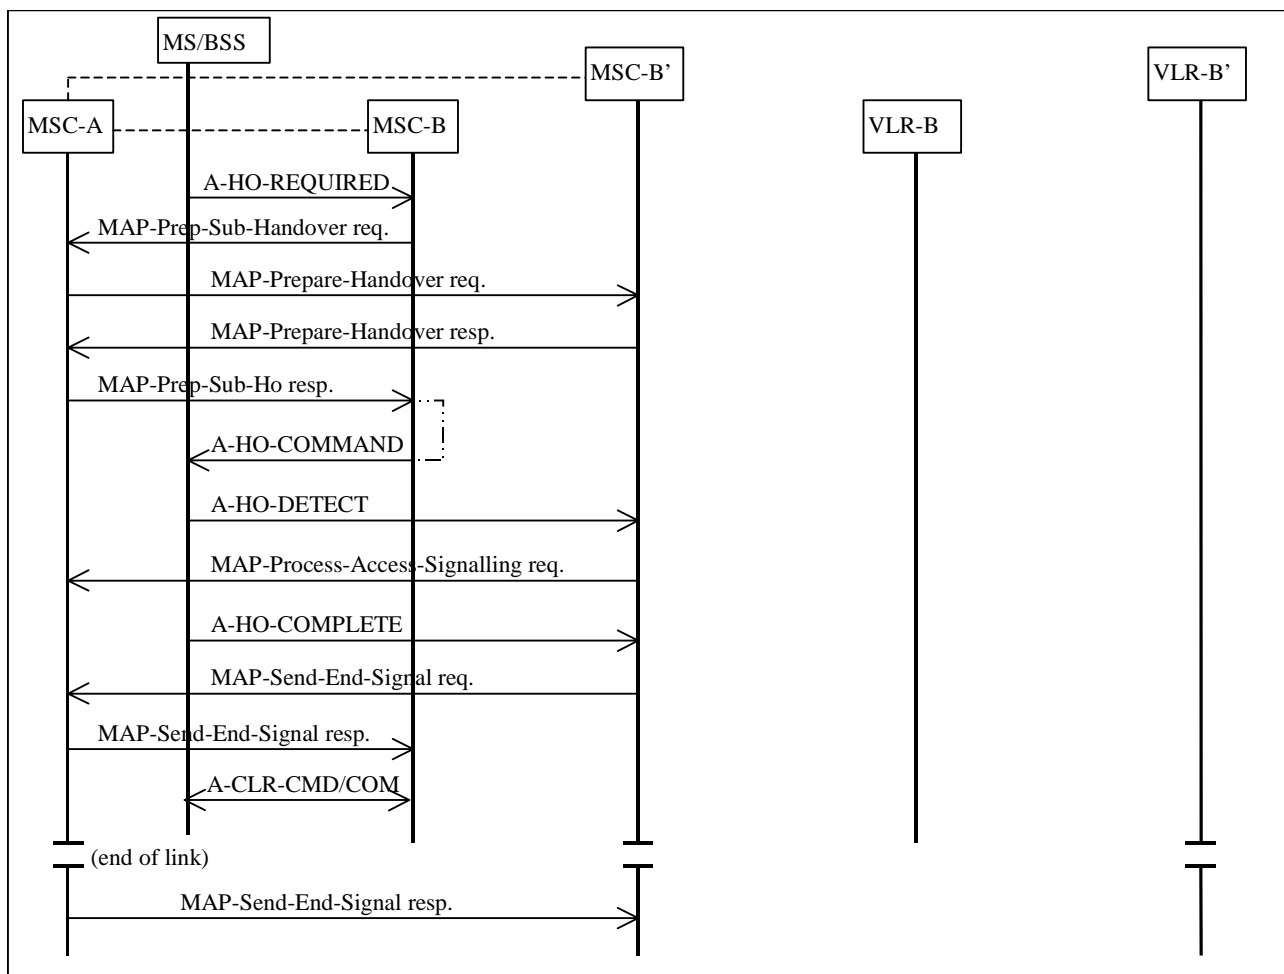 MS/BSS
MSC-B’
VLR-B’
MSC-A
MSC-B
VLR-B
A-HO-REQUIRED
MAP-Prep-Sub-Handover req.
MAP-Prepare-Handover req.
MAP-Prepare-Handover resp.
MAP-Prep-Sub-Ho resp.
A-HO-COMMAND
A-HO-DETECT
MAP-Process-Access-Signalling req.
A-HO-COMPLETE
MAP-Send-End-Signal req.
MAP-Send-End-Signal resp.
A-CLR-CMD/COM
(end of link)
MAP-Send-End-Signal resp.